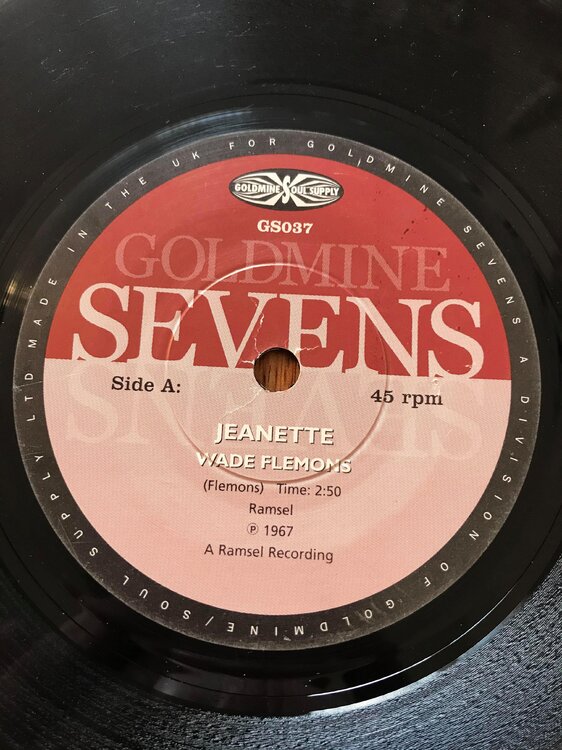 MADE IN THE UK FOR GOLDMINE SEVENS A DIVISION OF GOLDMINE/SOUL SUPPLY LTD
GOLDMINE SOUL SUPPLY
GS037
GOLDMINE
SEVENS
SEVENS
Side A:
45 rpm
JEANETTE
WADE FLEMONS
(Flemons) Time: 2:50
Ramsel
℗ 1967
A Ramsel Recording